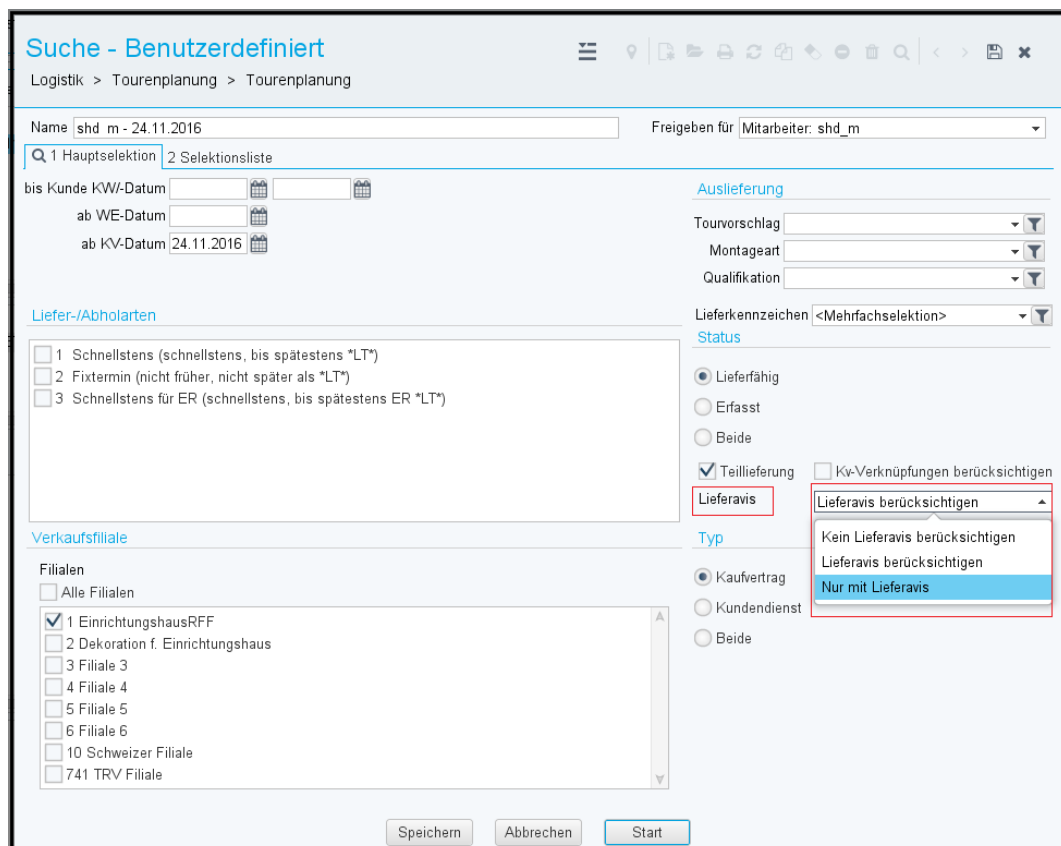 Suche - Benutzerdefiniert
Logistik > Tourenplanung > Tourenplanung
Name shd m - 24.11.2016 Freigeben für Mitarbeiter: shd_m
1 Hauptselektion 2 Selektionsliste
bis Kunde KW/-Datum
ab WE-Datum
ab KV-Datum 24.11.2016
Auslieferung
Tourvorschlag
Montageart
Qualifikation
Lieferkennzeichen <Mehrfachselektion>
Liefer-/Abholarten
1 Schnellstens (schnellstens, bis spätestens *LT*)
2 Fixtermin (nicht früher, nicht später als *LT*)
3 Schnellstens für ER (schnellstens, bis spätestens ER *LT*)
Status
Lieferfähig
Erfasst
Beide
Teillieferung Kv-Verknüpfungen berücksichtigen
Lieferavis Lieferavis berücksichtigen
Kein Lieferavis berücksichtigen
Lieferavis berücksichtigen
Nur mit Lieferavis
Verkaufsfiliale
Filialen
Alle Filialen
1 EinrichtungshausRFF
2 Dekoration f. Einrichtungshaus
3 Filiale 3
4 Filiale 4
5 Filiale 5
6 Filiale 6
10 Schweizer Filiale
741 TRV Filiale
Typ
Kaufvertrag
Kundendienst
Beide
Speichern Abbrechen Start